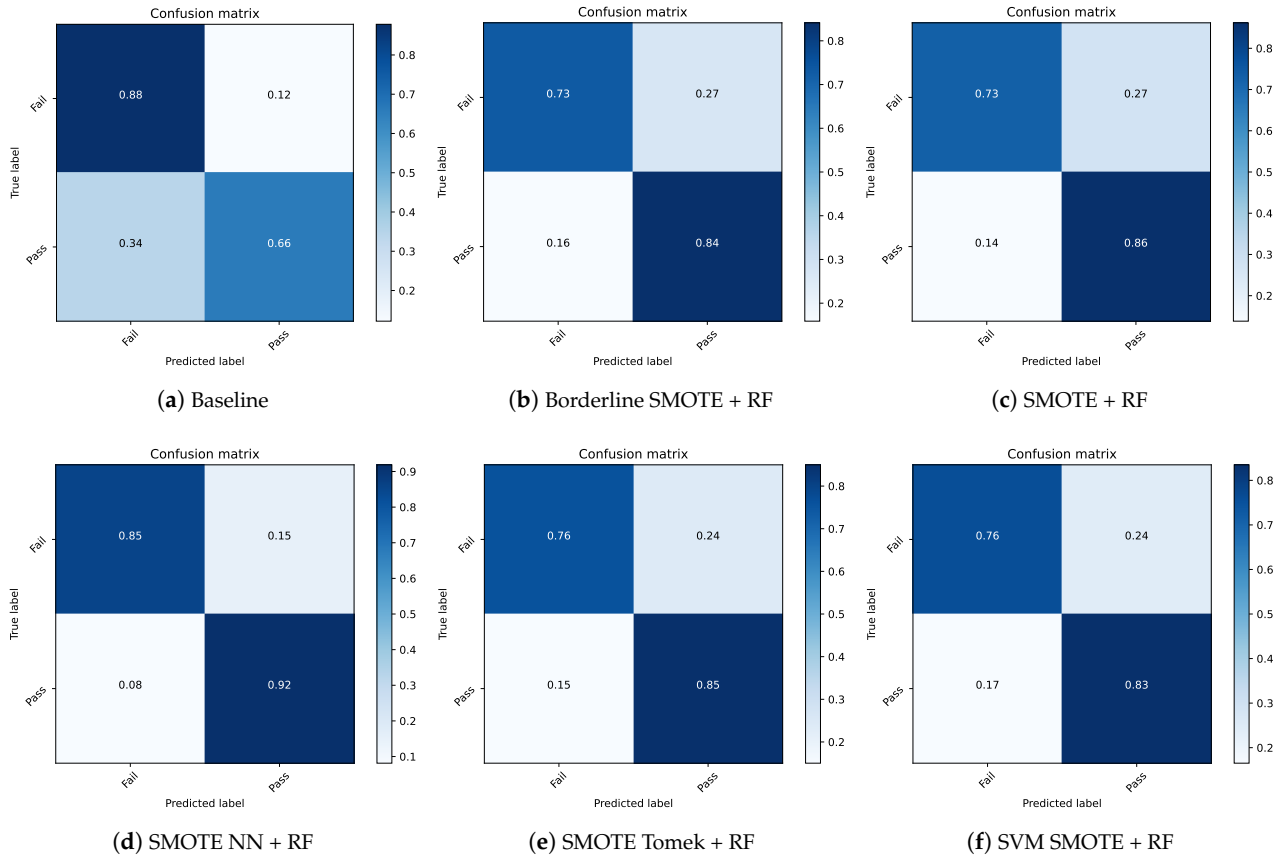 Confusion matrix
Fail
Pass
True label
0.88
0.12
0.34
0.66
Fail
Pass
Predicted label
0.8
0.7
0.6
0.5
0.4
0.3
0.2
(a) Baseline
Confusion matrix
Fail
Pass
True label
0.73
0.27
0.16
0.84
Fail
Pass
Predicted label
0.8
0.7
0.6
0.5
0.4
0.3
0.2
(b) Borderline SMOTE + RF
Confusion matrix
Fail
Pass
True label
0.73
0.27
0.14
0.86
Fail
Pass
Predicted label
0.8
0.7
0.6
0.5
0.4
0.3
0.2
(c) SMOTE + RF
Confusion matrix
Fail
Pass
True label
0.85
0.15
0.08
0.92
Fail
Pass
Predicted label
0.9
0.8
0.7
0.6
0.5
0.4
0.3
0.2
0.1
(d) SMOTE NN + RF
Confusion matrix
Fail
Pass
True label
0.76
0.24
0.15
0.85
Fail
Pass
Predicted label
0.8
0.7
0.6
0.5
0.4
0.3
0.2
(e) SMOTE Tomek + RF
Confusion matrix
Fail
Pass
True label
0.76
0.24
0.17
0.83
Fail
Pass
Predicted label
0.8
0.7
0.6
0.5
0.4
0.3
0.2
(f) SVM SMOTE + RF